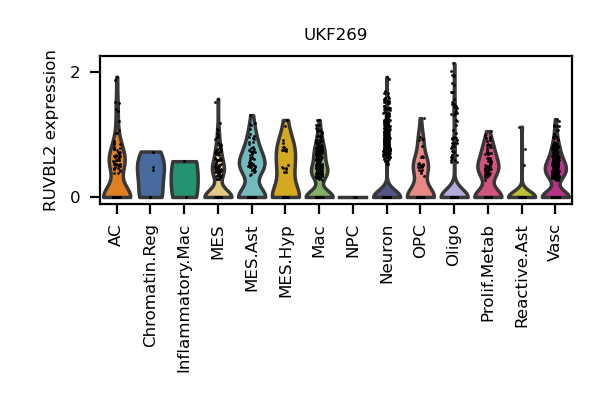 UKF269
RUVBL2 expression
2
0
AC
Chromatin.Reg
Inflammatory.Mac
MES
MES.Ast
MES.Hyp
Mac
NPC
Neuron
OPC
Oligo
Prolif.Metab
Reactive.Ast
Vasc